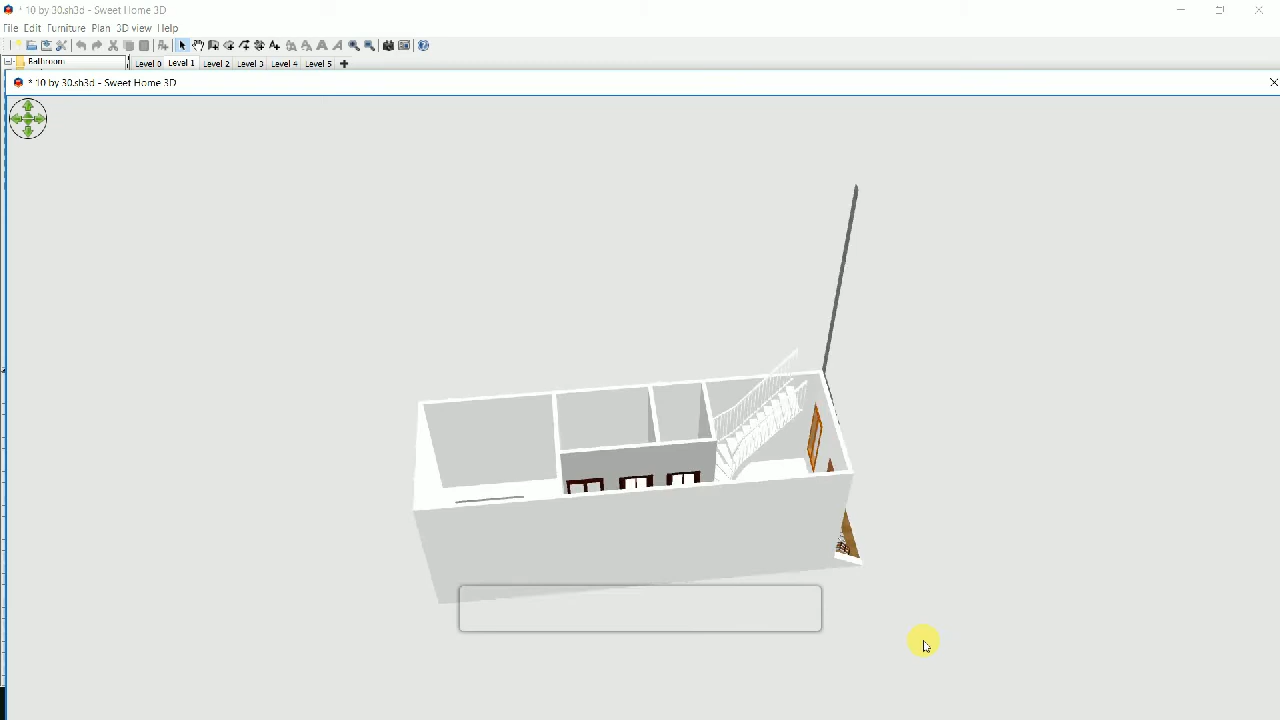 * 10 by 30.sh3d - Sweet Home 3D
File Edit Furniture Plan 3D view Help
Bathroom Level 0 Level 1 Level 2 Level 3 Level 4 Level 5
* 10 by 30.sh3d - Sweet Home 3D